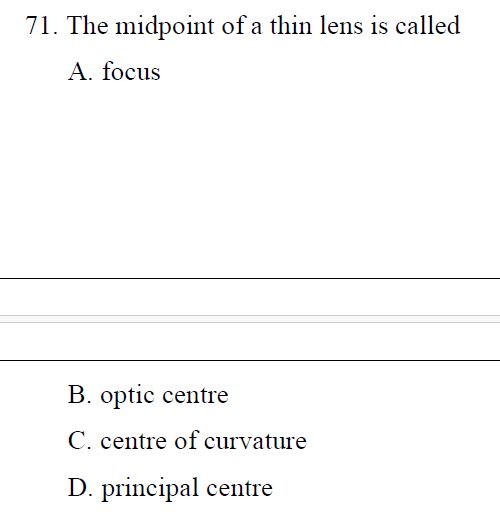 71. The midpoint of a thin lens is called
A. focus
B. optic centre
C. centre of curvature
D. principal centre